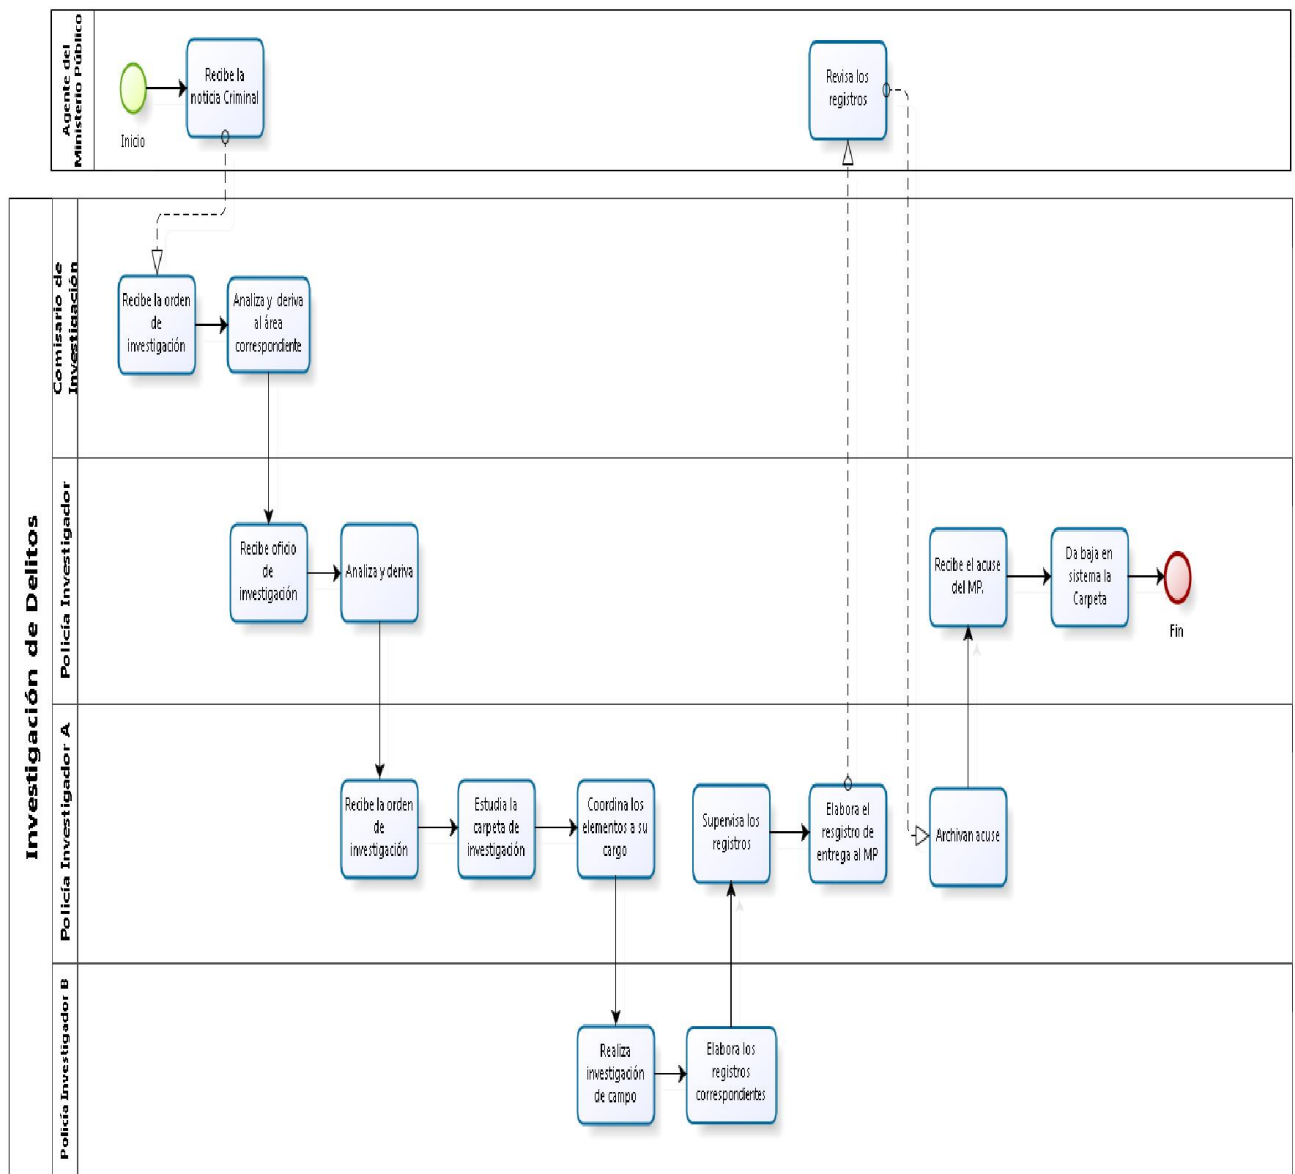 Agente del
Ministerio Público
Inicio
Recibe la
noticia Criminal
Revisa los
registros
Investigación de Delitos
Comisario de
Investigación
Recibe la orden
de
investigación
Analiza y deriva
al área
correspondiente
Policía Investigador
Recibe oficio
de
investigación
Analiza y deriva
Recibe el acuse
del MP.
Da baja en
sistema la
Carpeta
Fin
Policía Investigador A
Recibe la orden
de
investigación
Estudia la
carpeta de
investigación
Coordina los
elementos a su
cargo
Supervisa los
registros
Elabora el
resgistro de
entrega al MP
Archivan acuse
Policía Investigador B
Realiza
investigación
de campo
Elabora los
registros
correspondientes